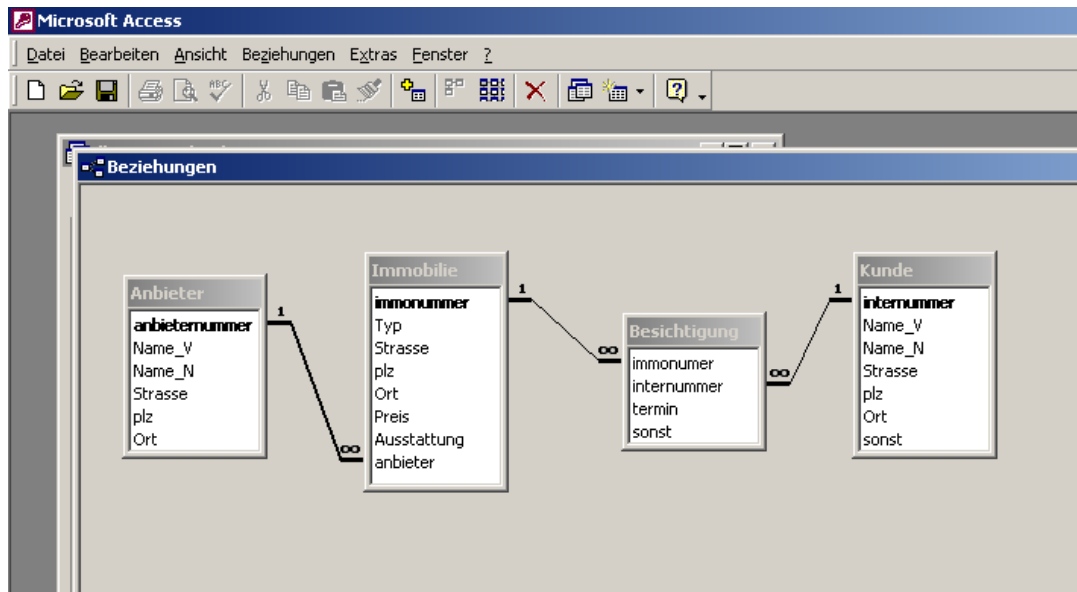 Microsoft Access
Datei Bearbeiten Ansicht Beziehungen Extras Fenster ?
ABC
Beziehungen
Anbieter
anbieternummer
Name_V
Name_N
Strasse
plz
Ort
1
∞
Immobilie
immonummer
Typ
Strasse
plz
Ort
Preis
Ausstattung
anbieter
1
∞
Besichtigung
immonumer
internummer
termin
sonst
∞
1
Kunde
internummer
Name_V
Name_N
Strasse
plz
Ort
sonst